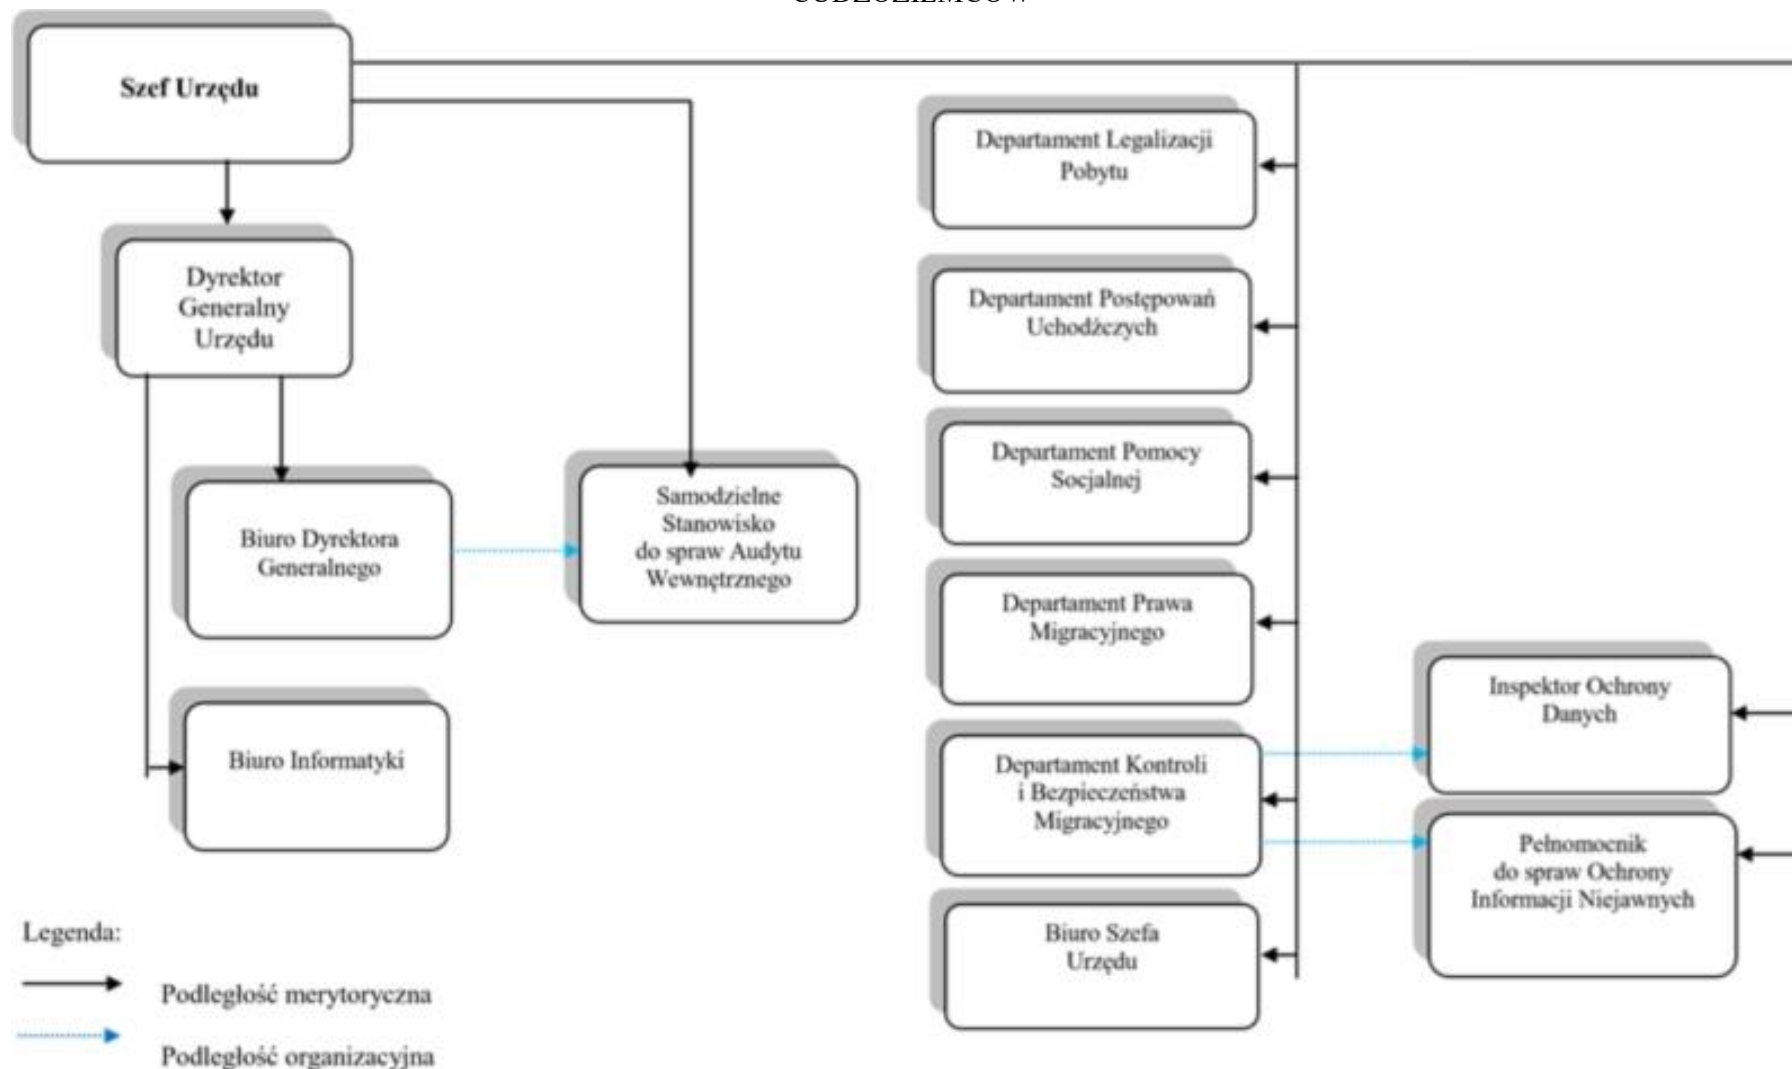 Szef Urzędu
Dyrektor
Generalny
Urzędu
Biuro Dyrektora
Generalnego
Biuro Informatyki
Samodzielne
Stanowisko
do spraw Audytu
Wewnętrznego
Departament Legalizacji
Pobytu
Departament Postępowań
Uchodźczych
Departament Pomocy
Socjalnej
Departament Prawa
Migracyjnego
Departament Kontroli
i Bezpieczeństwa
Migracyjnego
Biuro Szefa
Urzędu
Inspektor Ochrony
Danych
Pełnomocnik
do spraw Ochrony
Informacji Niejawnych
Legenda:
Podległość merytoryczna
Podległość organizacyjna